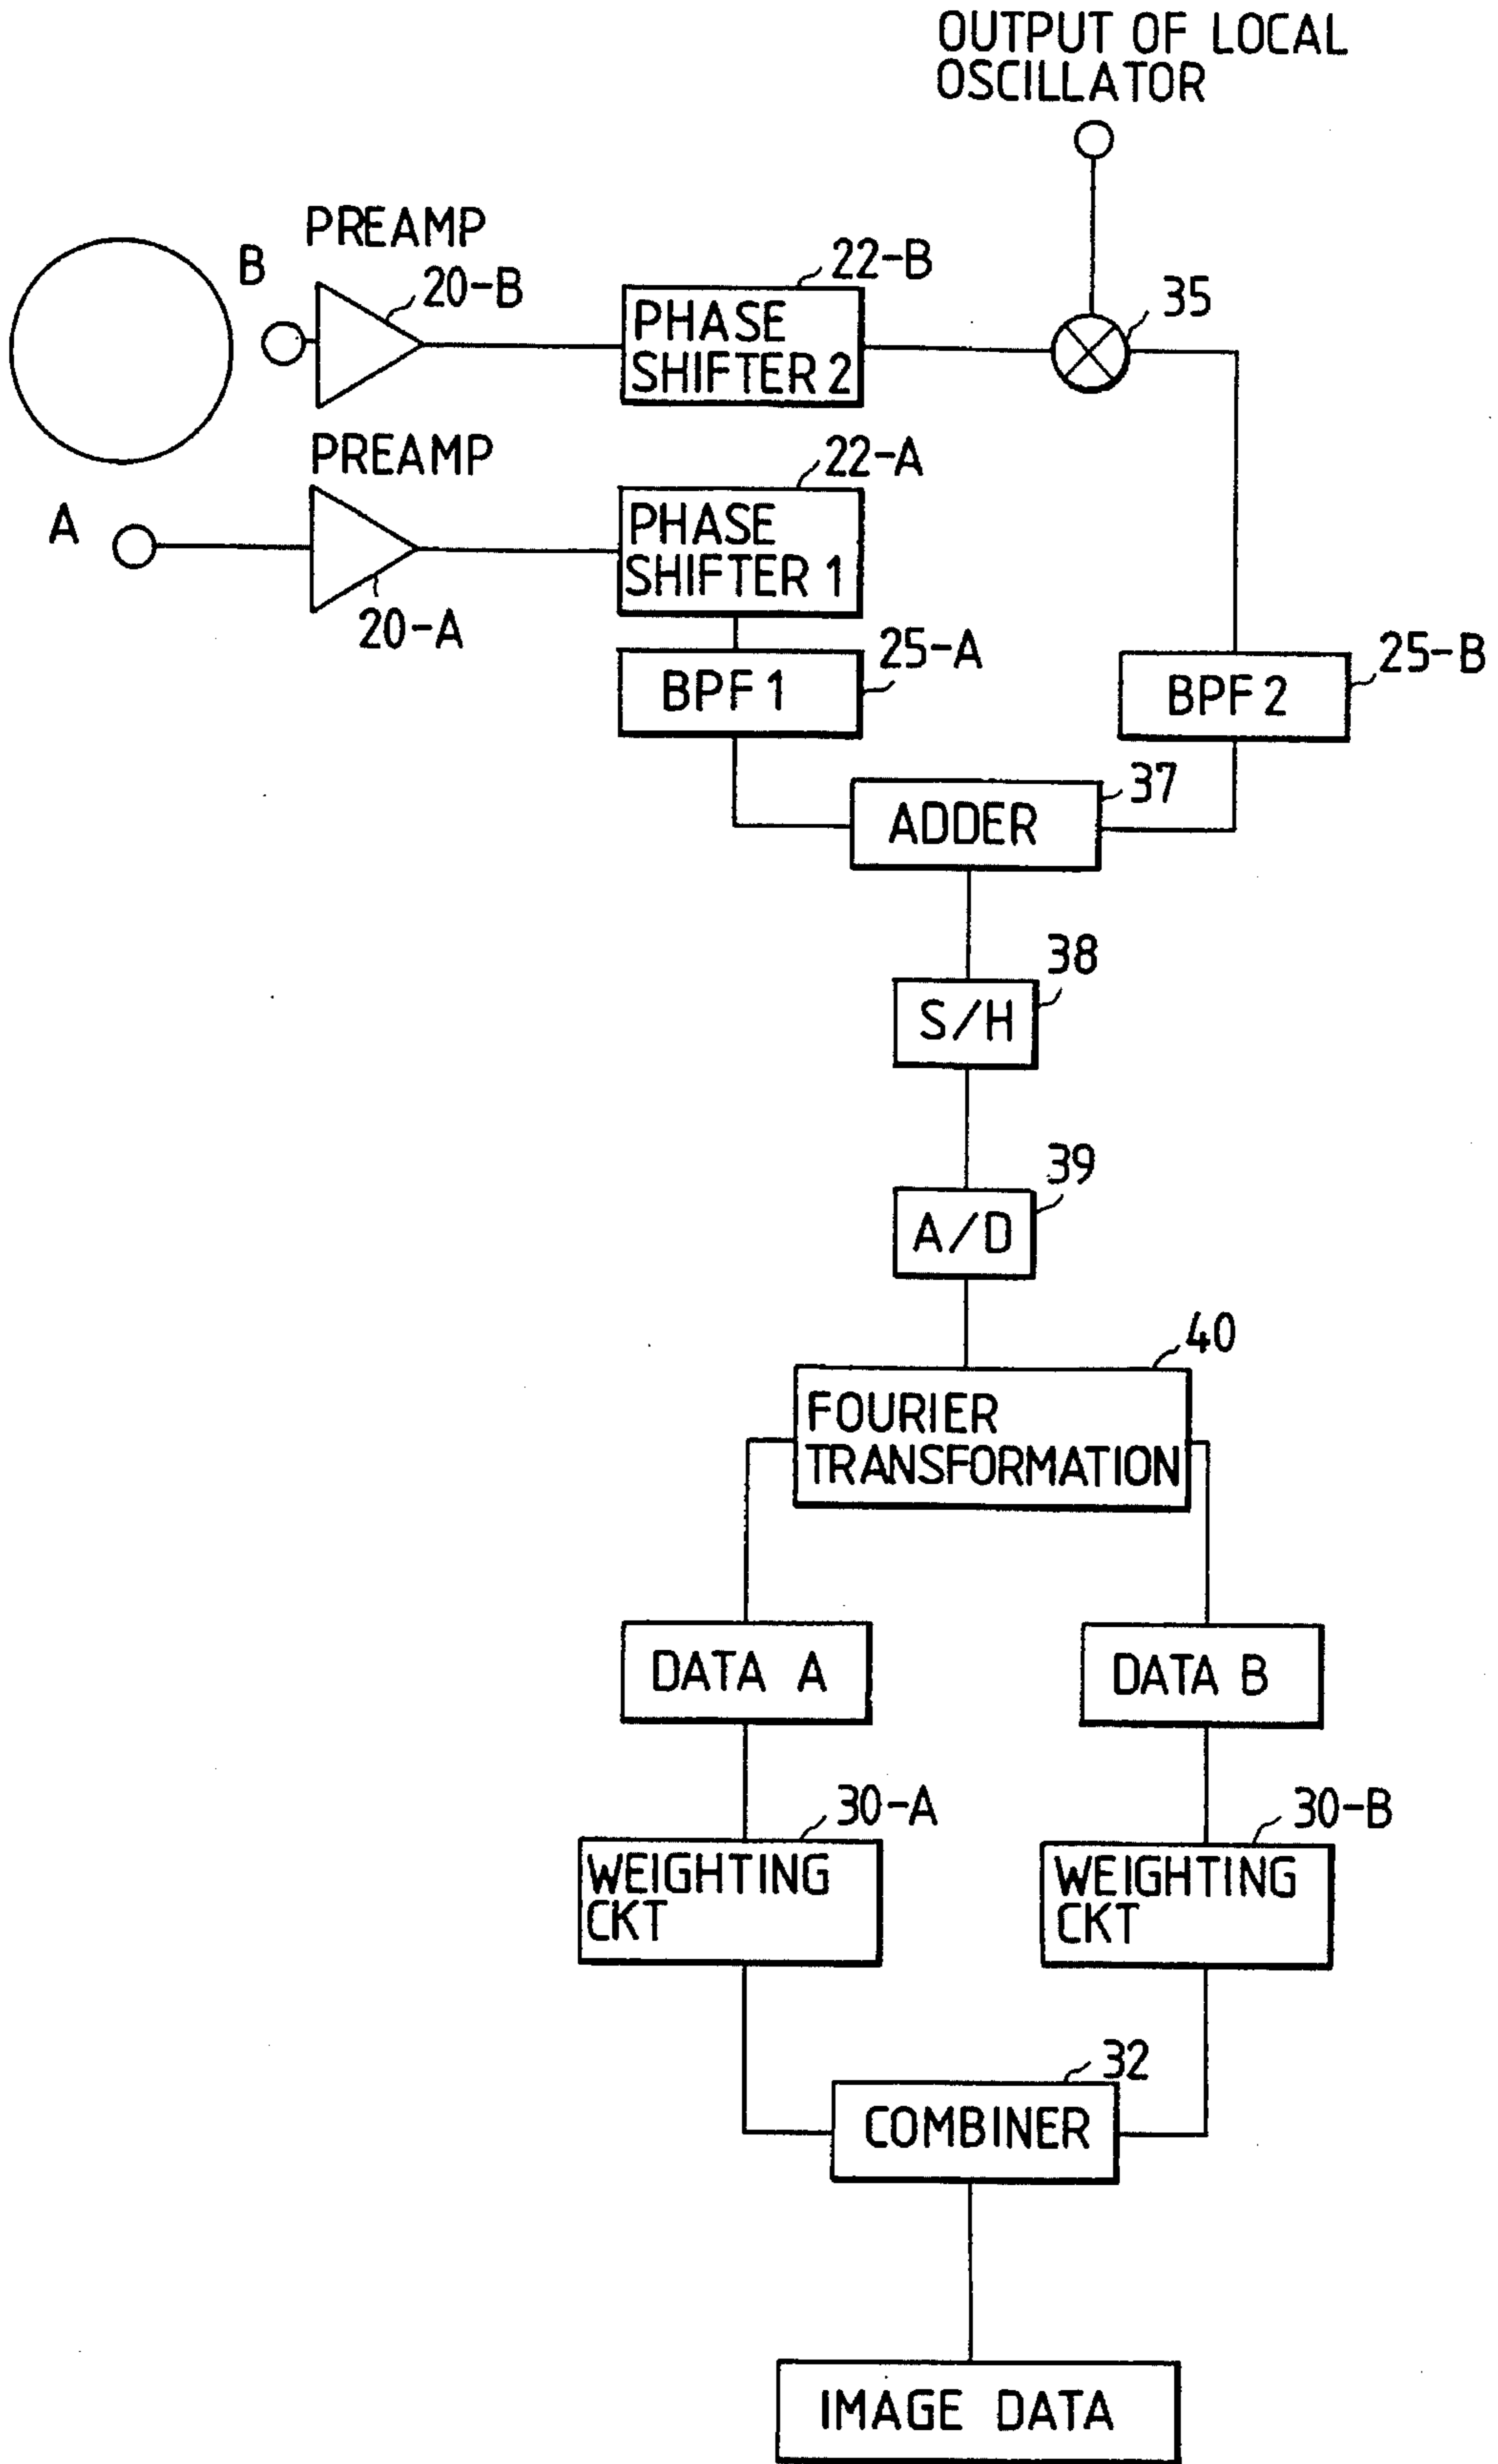 OUTPUT OF LOCAL
OSCILLATOR
PREAMP
B
20-B
22-B
PHASE
SHIFTER 2
35
PREAMP
A
20-A
22-A
PHASE
SHIFTER 1
25-A
BPF 1
25-B
BPF 2
37
ADDER
38
S/H
39
A/D
40
FOURIER
TRANSFORMATION
DATA A
DATA B
30-A
WEIGHTING
CKT
30-B
WEIGHTING
CKT
32
COMBINER
IMAGE DATA